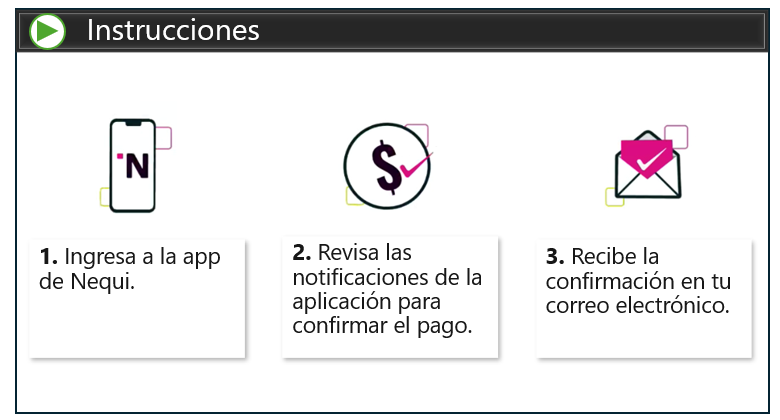 Instrucciones
N
$
1. Ingresa a la app
de Nequi.
2. Revisa las
notificaciones de la
aplicación para
confirmar el pago.
3. Recibe la
confirmación en tu
correo electrónico.